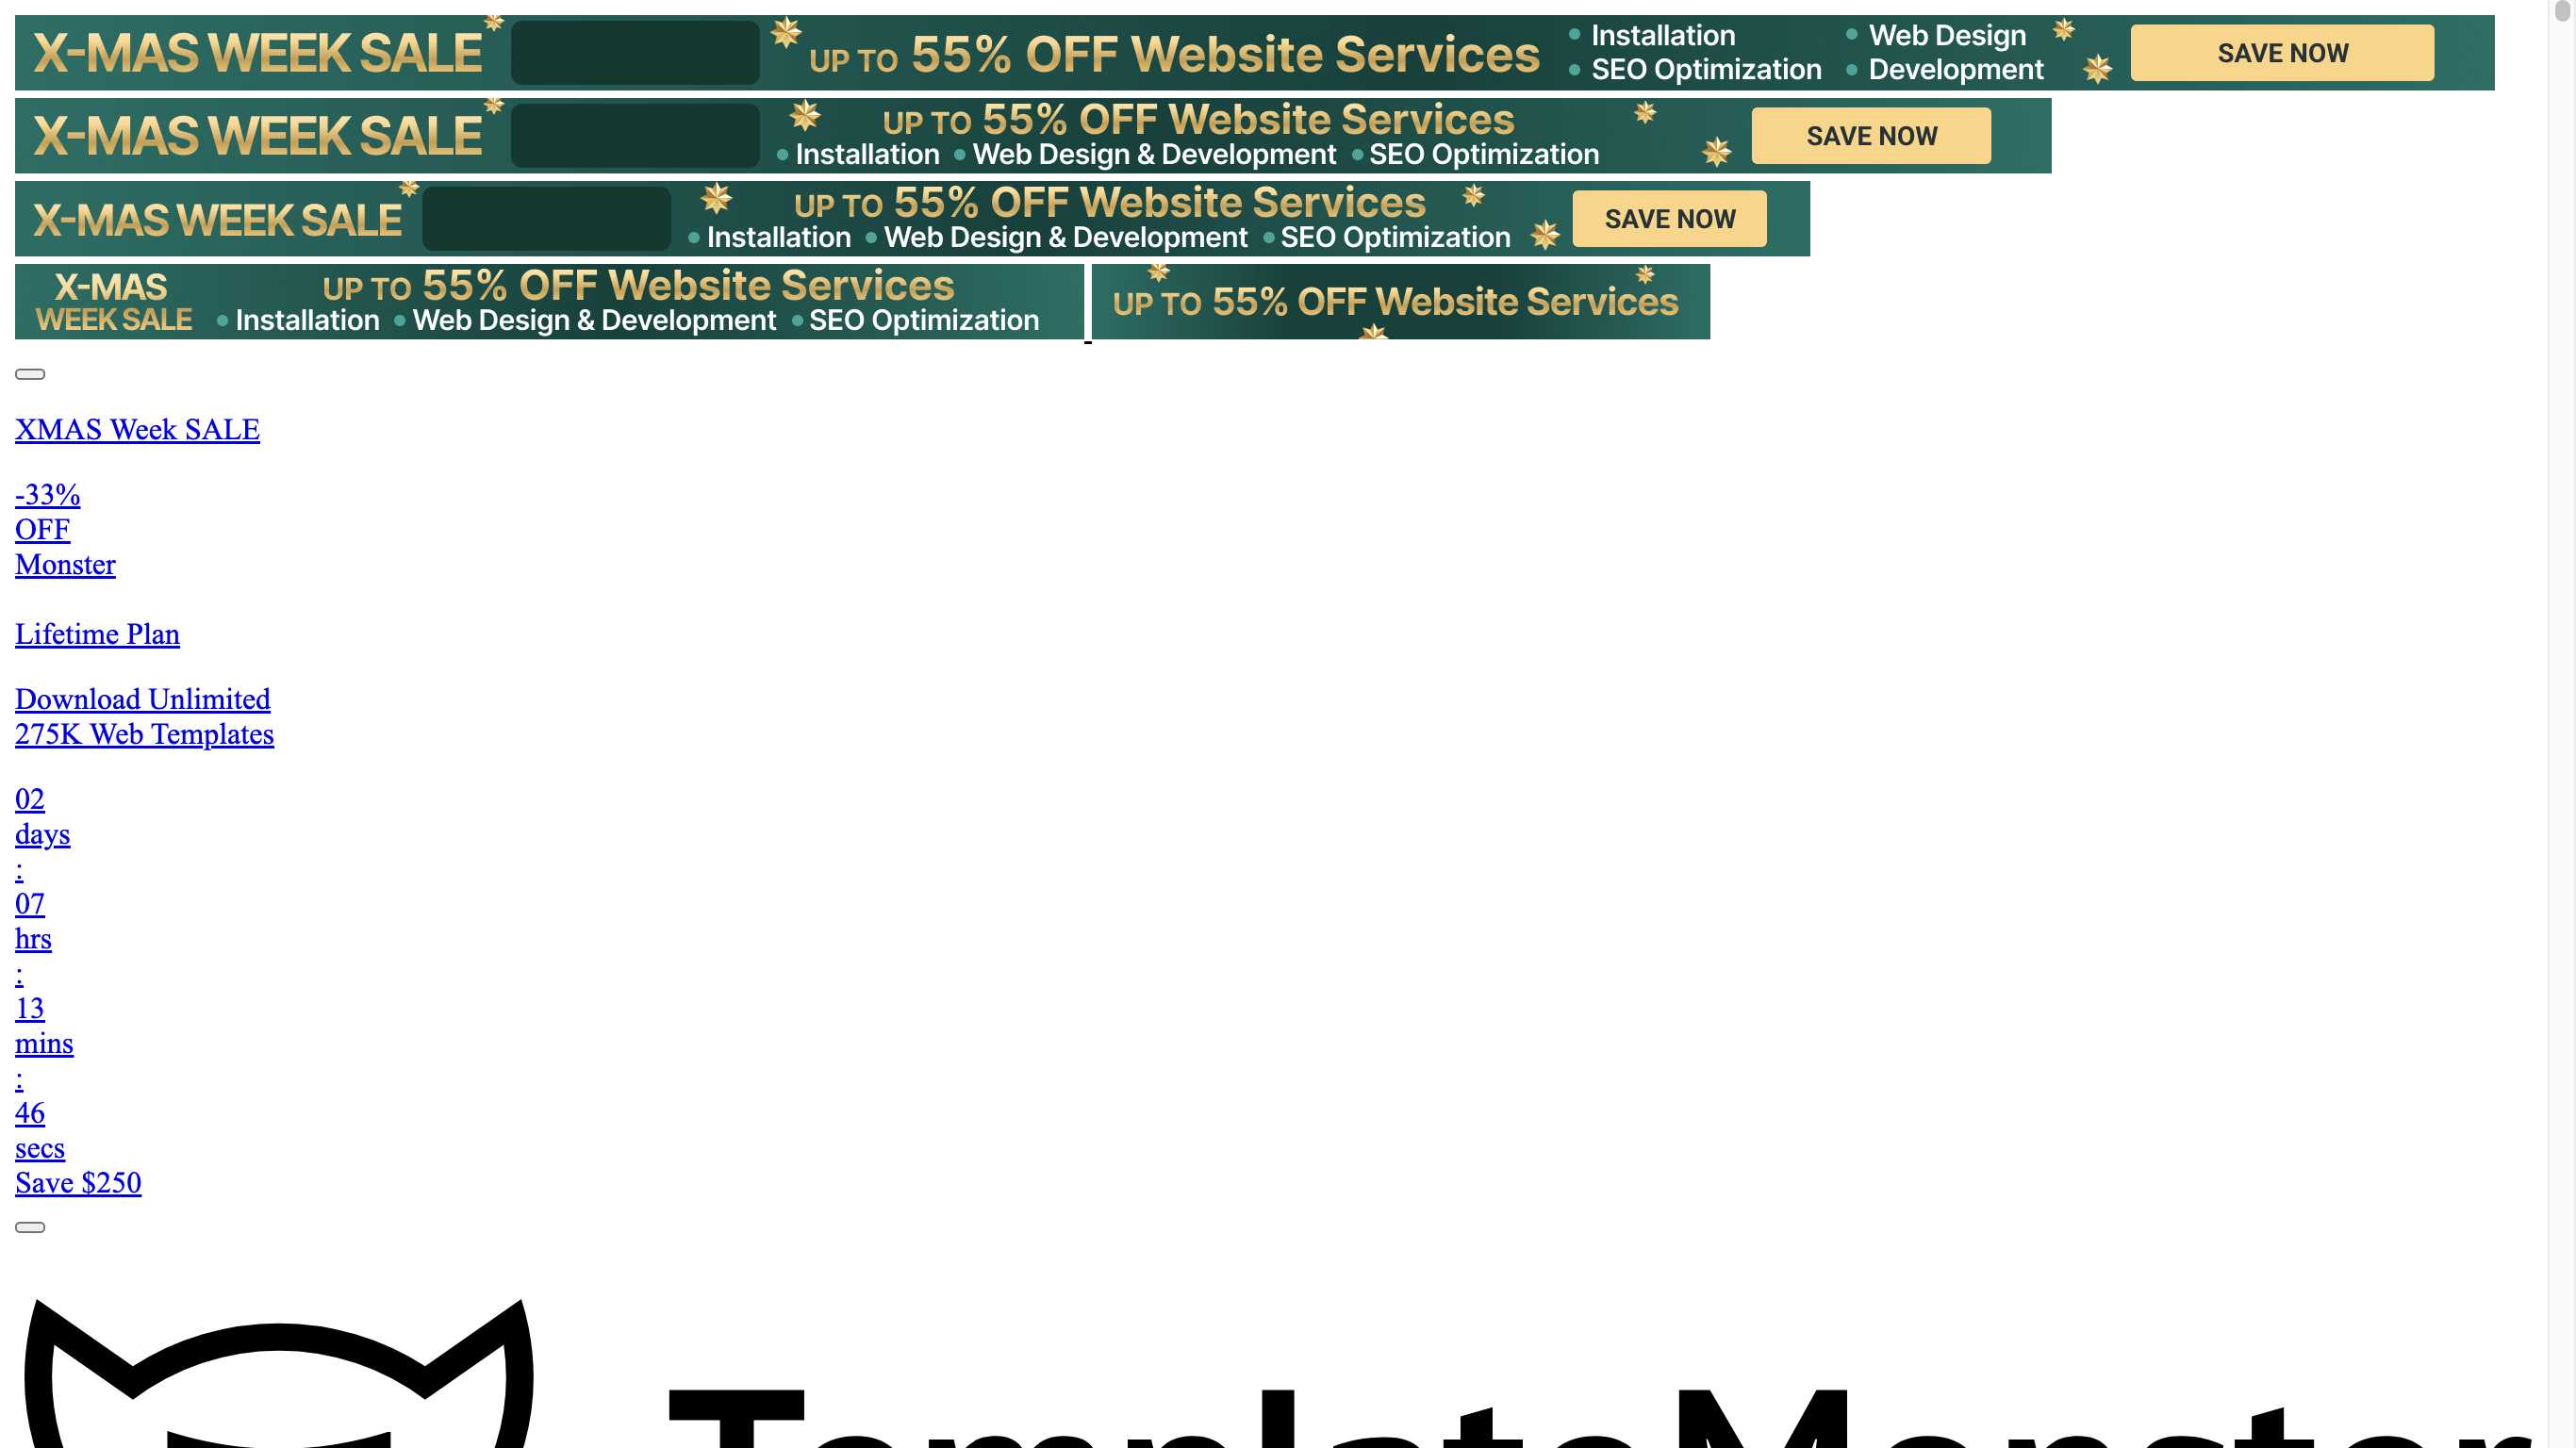 X-MAS WEEK SALE UP TO 55% OFF Website Services • Installation • Web Design SAVE NOW
• SEO Optimization • Development
X-MAS WEEK SALE UP TO 55% OFF Website Services SAVE NOW
• Installation • Web Design & Development • SEO Optimization
X-MAS WEEK SALE UP TO 55% OFF Website Services SAVE NOW
• Installation • Web Design & Development • SEO Optimization
X-MAS UP TO 55% OFF Website Services
WEEK SALE • Installation • Web Design & Development • SEO Optimization
UP TO 55% OFF Website Services
XMAS Week SALE
-33%
OFF
Monster
Lifetime Plan
Download Unlimited
275K Web Templates
02
days
:
07
hrs
:
13
mins
:
46
secs
Save $250
TemplateMonster